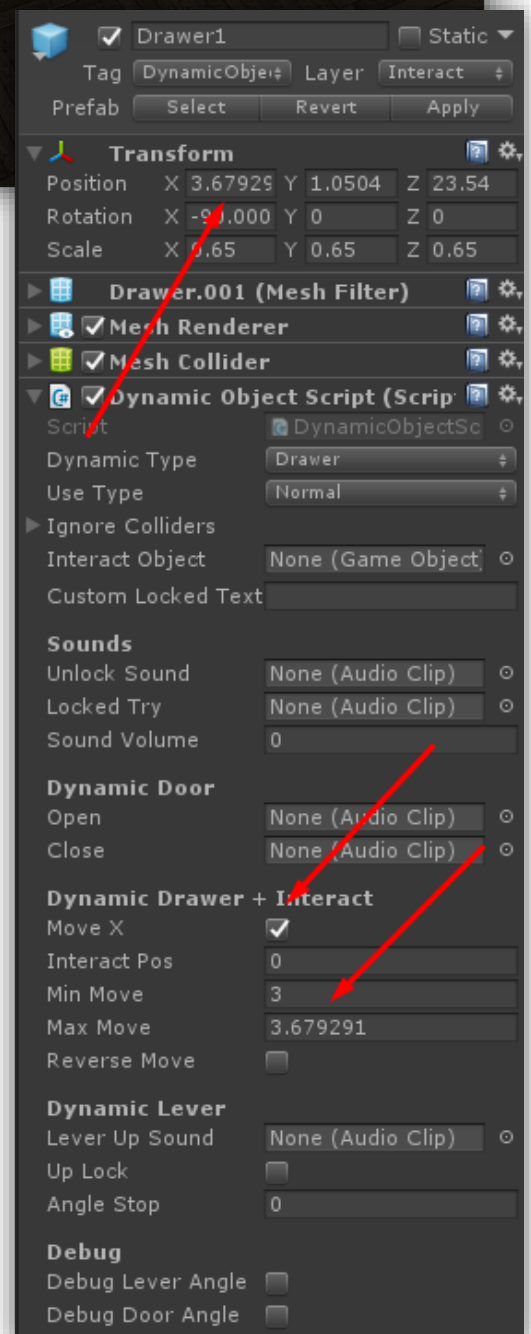 Drawer1 Static
Tag DynamicObje Layer Interact
Prefab Select Revert Apply
Transform
Position X 3.67929 Y 1.0504 Z 23.54
Rotation X -90.000 Y 0 Z 0
Scale X 0.65 Y 0.65 Z 0.65
Drawer.001 (Mesh Filter)
Mesh Renderer
Mesh Collider
Dynamic Object Script (Scrip
Script DynamicObjectSc
Dynamic Type Drawer
Use Type Normal
Ignore Colliders
Interact Object None (Game Object)
Custom Locked Text
Sounds
Unlock Sound None (Audio Clip)
Locked Try None (Audio Clip)
Sound Volume 0
Dynamic Door
Open None (Audio Clip)
Close None (Audio Clip)
Dynamic Drawer + Interact
Move X
Interact Pos 0
Min Move 3
Max Move 3.679291
Reverse Move
Dynamic Lever
Lever Up Sound None (Audio Clip)
Up Lock
Angle Stop 0
Debug
Debug Lever Angle
Debug Door Angle